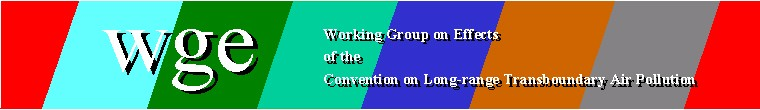 wge
Working Group on Effects
of the
Convention on Long-range Transboundary Air Pollution